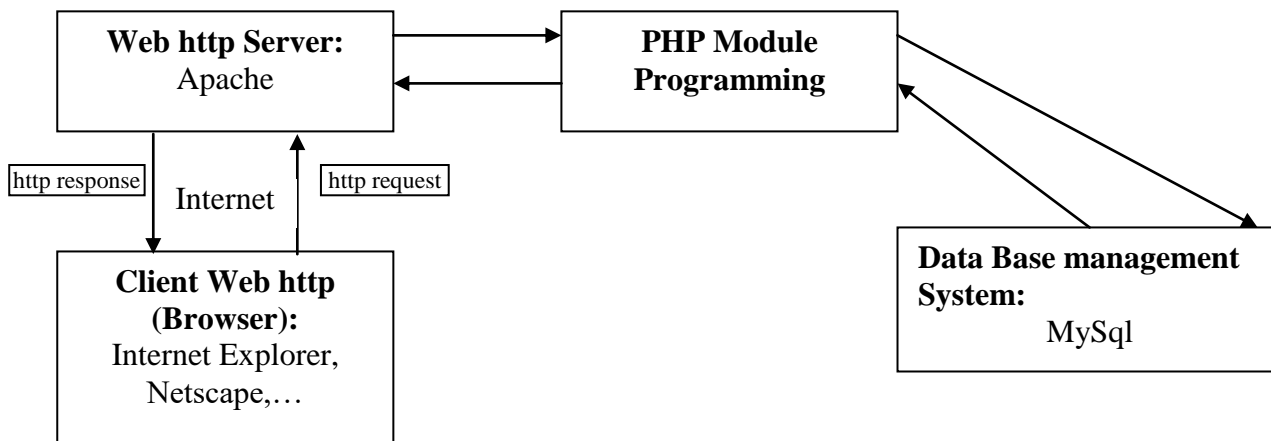 Web http Server:
Apache
PHP Module
Programming
http response
Internet
http request
Client Web http
(Browser):
Internet Explorer,
Netscape,…
Data Base management
System:
MySql